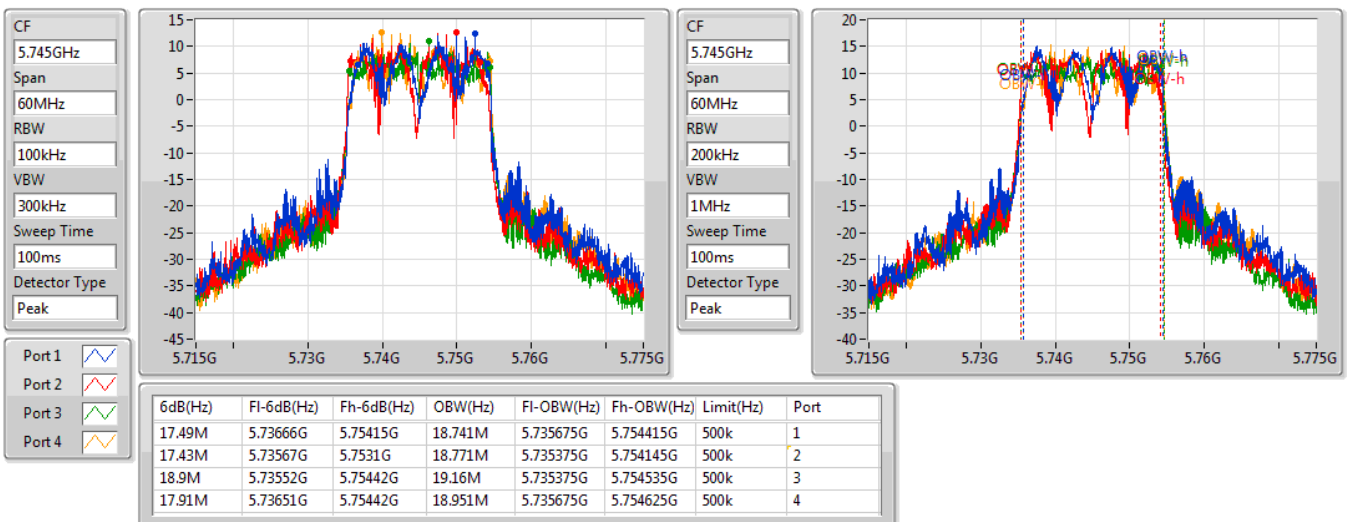 CF
5.745GHz
Span
60MHz
RBW
100kHz
VBW
300kHz
Sweep Time
100ms
Detector Type
Peak
15
10
5
0
-5
-10
-15
-20
-25
-30
-35
-40
-45
5.715G 5.73G 5.74G 5.75G 5.76G 5.775G
CF
5.745GHz
Span
60MHz
RBW
200kHz
VBW
1MHz
Sweep Time
100ms
Detector Type
Peak
20
15
10
5
0
-5
-10
-15
-20
-25
-30
-35
-40
OBW-h
OBW-h
5.715G 5.73G 5.74G 5.75G 5.76G 5.775G
Port 1
Port 2
Port 3
Port 4
6dB(Hz) Fl-6dB(Hz) Fh-6dB(Hz) OBW(Hz) Fl-OBW(Hz) Fh-OBW(Hz) Limit(Hz) Port
17.49M 5.73666G 5.75415G 18.741M 5.735675G 5.754415G 500k 1
17.43M 5.73567G 5.7531G 18.771M 5.735375G 5.754145G 500k 2
18.9M 5.73552G 5.75442G 19.16M 5.735375G 5.754535G 500k 3
17.91M 5.73651G 5.75442G 18.951M 5.735675G 5.754625G 500k 4